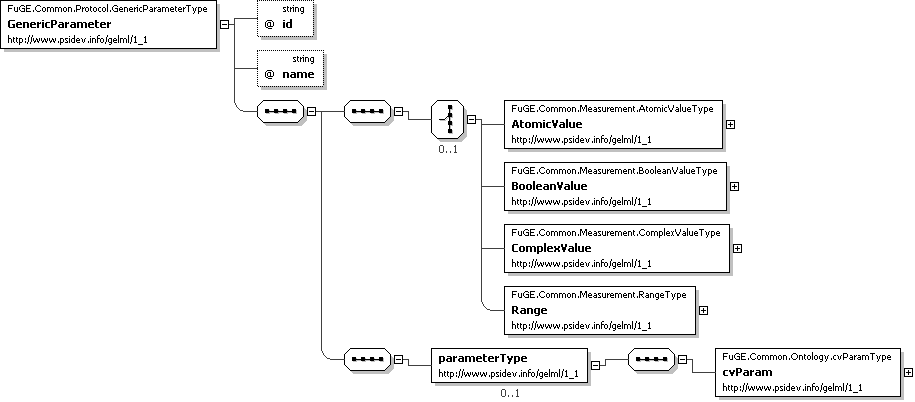 FuGE.Common.Protocol.GenericParameterType
GenericParameter
http://www.psidev.info/gelml/1_1
string
@ id
string
@ name
0..1
FuGE.Common.Measurement.AtomicValueType
AtomicValue
http://www.psidev.info/gelml/1_1
FuGE.Common.Measurement.BooleanValueType
BooleanValue
http://www.psidev.info/gelml/1_1
FuGE.Common.Measurement.ComplexValueType
ComplexValue
http://www.psidev.info/gelml/1_1
FuGE.Common.Measurement.RangeType
Range
http://www.psidev.info/gelml/1_1
parameterType
http://www.psidev.info/gelml/1_1
0..1
FuGE.Common.Ontology.cvParamType
cvParam
http://www.psidev.info/gelml/1_1